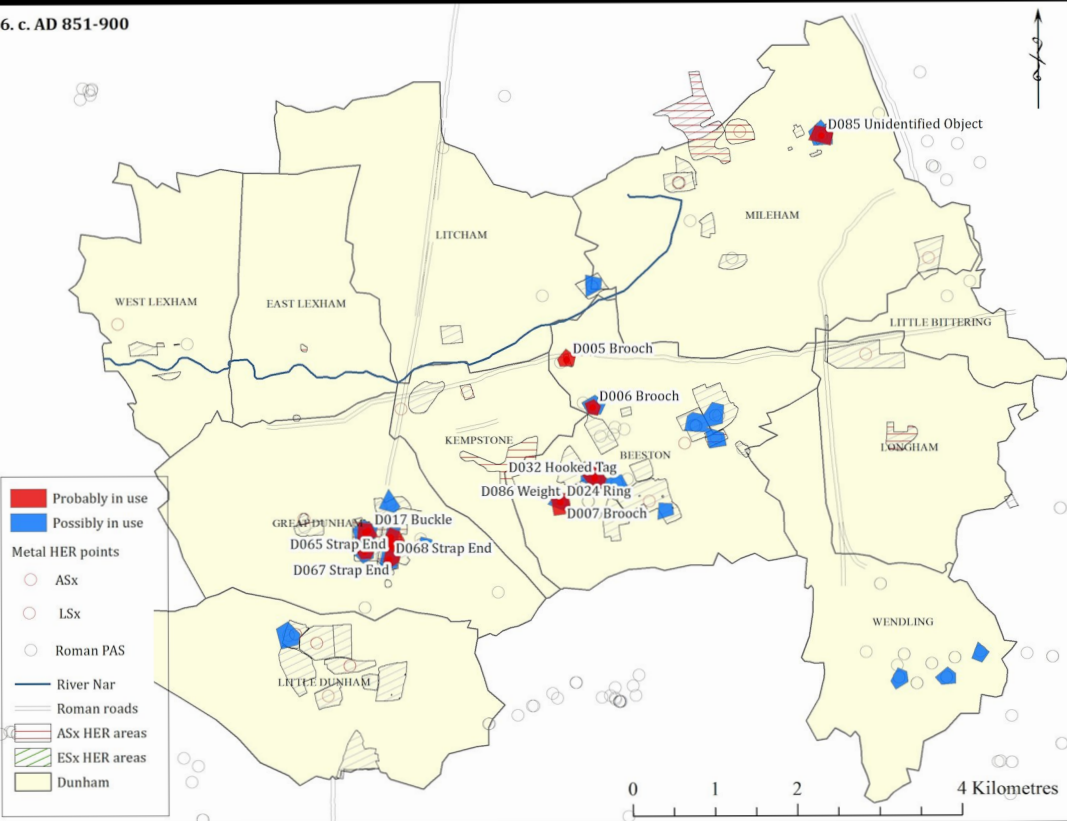 6. c. AD 851-900
D085 Unidentified Object
MILEHAM
LITCHAM
WEST LEXHAM
EAST LEXHAM
LITTLE BITTERING
D005 Brooch
D006 Brooch
KEMPSTONE
BEESTON
LONGHAM
D032 Hooked Tag
D086 Weight
D024 Ring
D007 Brooch
GREAT DUNHAM
D017 Buckle
D065 Strap End
D068 Strap End
D067 Strap End
WENDLING
LITTLE DUNHAM
Probably in use
Possibly in use
Metal HER points
ASx
LSx
Roman PAS
River Nar
Roman roads
ASx HER areas
ESx HER areas
Dunham
0 1 2 4 Kilometres